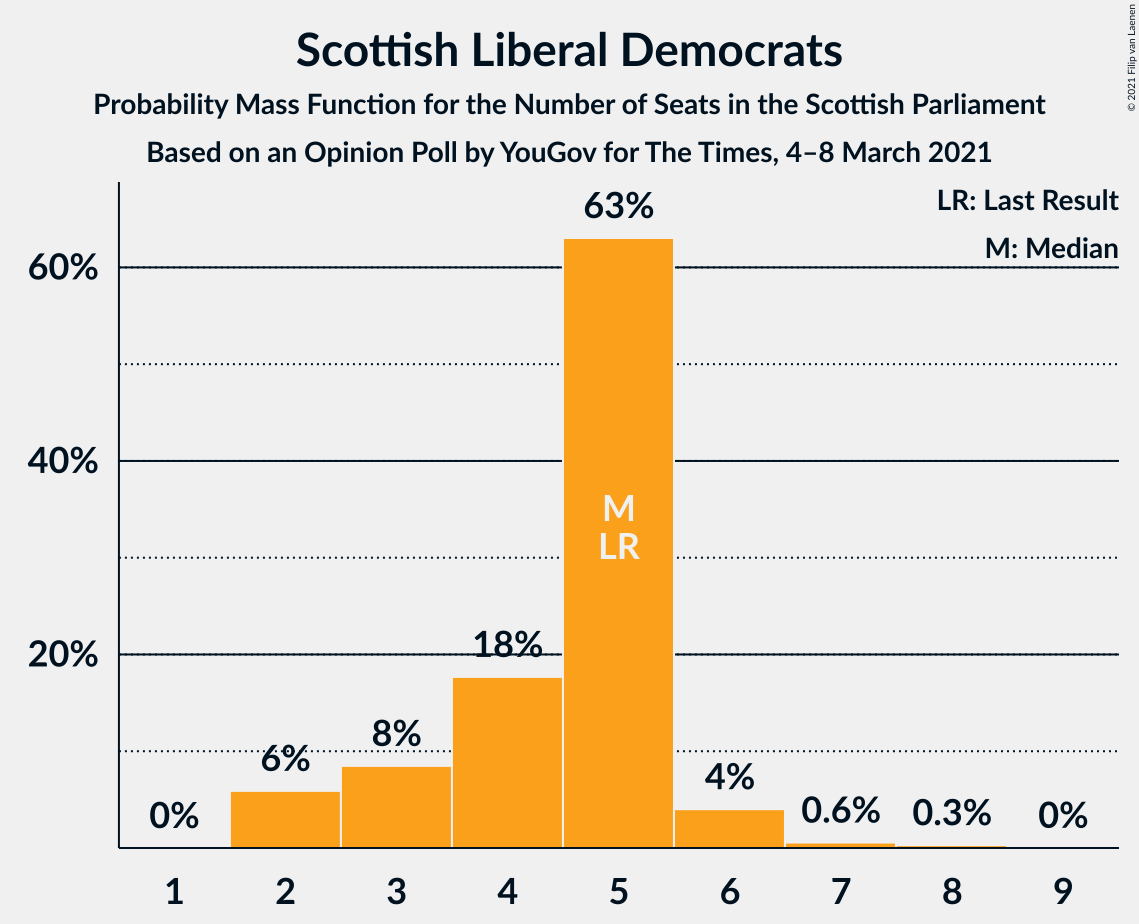 Scottish Liberal Democrats
Probability Mass Function for the Number of Seats in the Scottish Parliament
Based on an Opinion Poll by YouGov for The Times, 4–8 March 2021
© 2021 Filip van Laenen
LR: Last Result
M: Median
60%
40%
20%
0%
6%
8%
18%
63%
M
LR
4%
0.6%
0.3%
0%
1
2
3
4
5
6
7
8
9